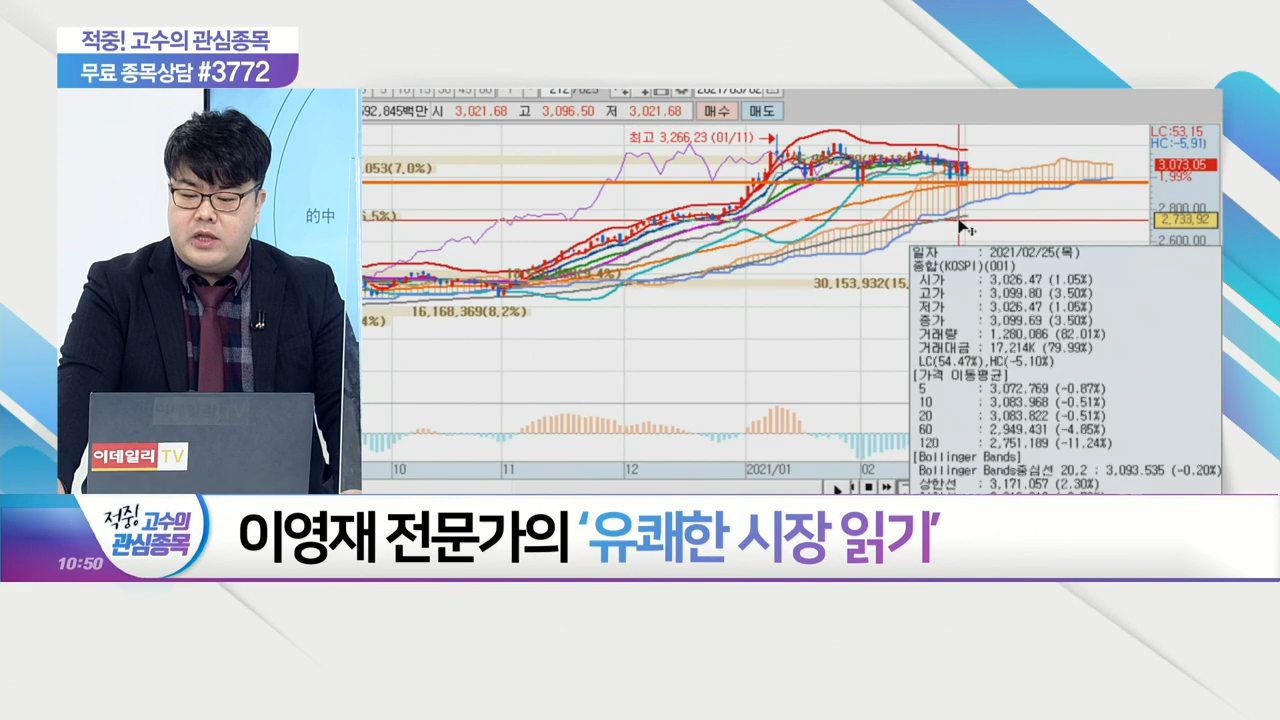 적중! 고수의 관심종목
무료 종목상담 #3772
的中
이데일리 TV
592,845백만 시 3,021.68 고 3,096.50 저 3,021.68 매수 매도
최고 3,266.23 (01/11)
LC:53,15
HC:-5,91)
3,073,05
1,99%
2,800,00
2,733,92
2,600,00
.053(7.0%)
30,153,932(15,
16,168,369(8.2%)
4%)
10 11 12 2021/01 02
일자 : 2021/02/25(목)
종합(KOSPI)(001)
시가 : 3,026.47 (1.05%)
고가 : 3,099.80 (3.50%)
저가 : 3,026.47 (1.05%)
종가 : 3,099.69 (3.50%)
거래량 : 1,280,086 (82.01%)
거래대금 : 17,214K (79.99%)
LC(54.47%),HC(-5.10%)
[가격 이동평균]
5 : 3,072.769 (-0.87%)
10 : 3,083.968 (-0.51%)
20 : 3,083.822 (-0.51%)
60 : 2,949.431 (-4.85%)
120 : 2,751.189 (-11.24%)
[Bollinger Bands]
Bollinger Bands중심선 20,2 : 3,093.535 (-0.20%)
상한선 : 3,171.057 (2.30%)
적중! 고수의
관심종목
10:50
이영재 전문가의 ‘유쾌한 시장 읽기’